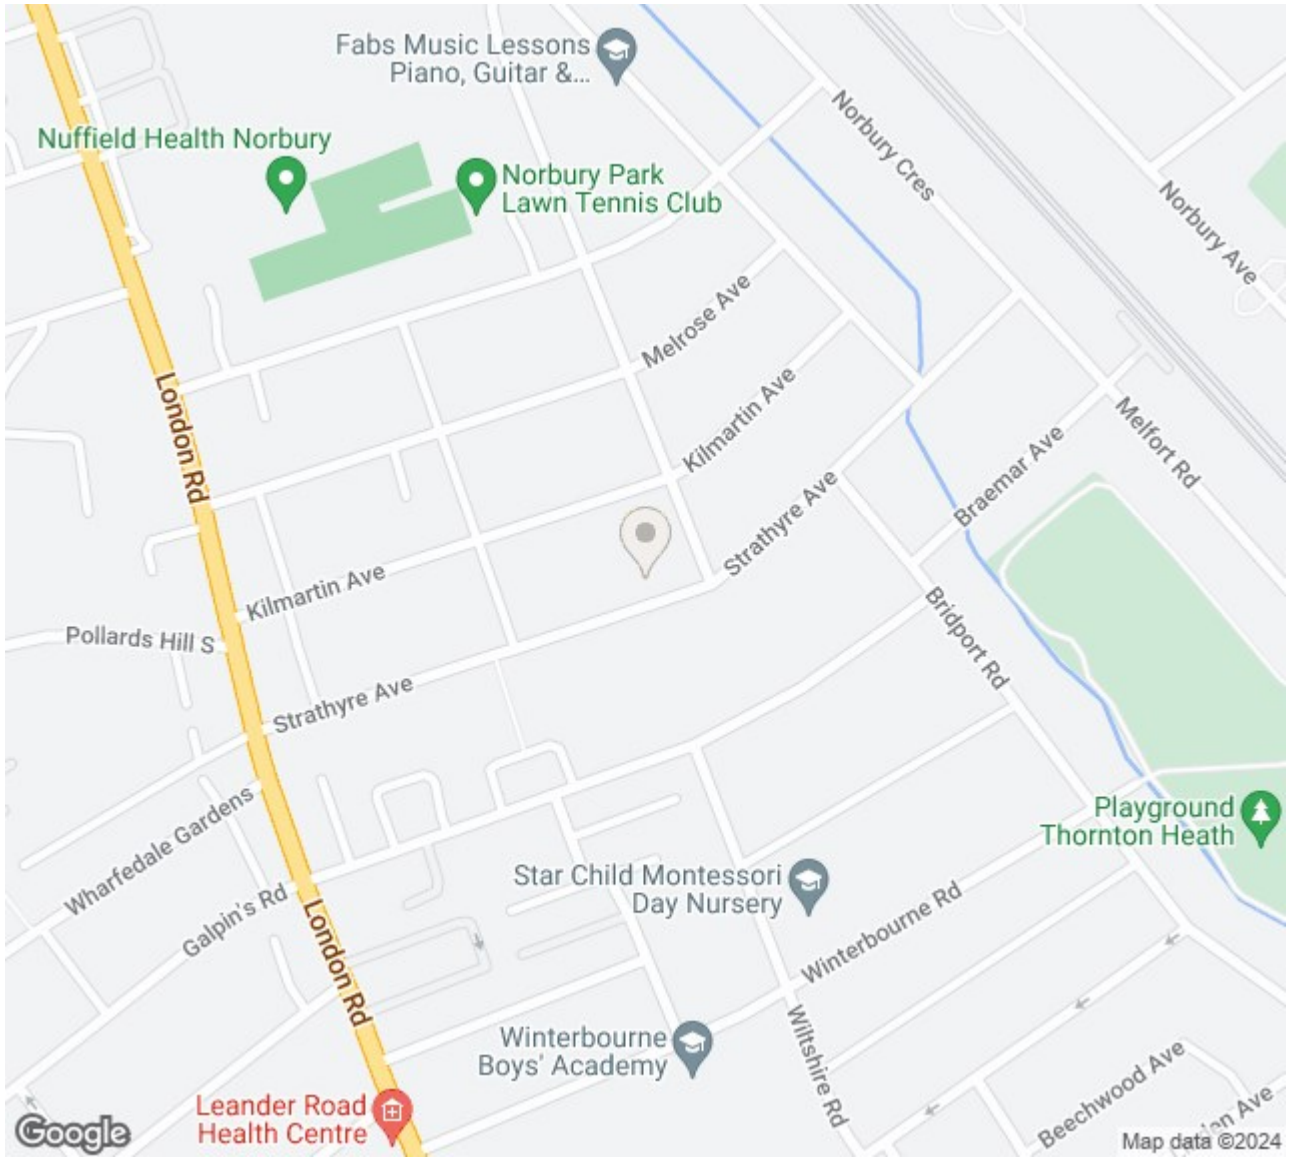 Fabs Music Lessons
Piano, Guitar &...
Nuffield Health Norbury
Norbury Park
Lawn Tennis Club
Norbury Cres
Norbury Ave
Melrose Ave
London Rd
Kilmartin Ave
Melfort Rd
Strathyre Ave
Braemar Ave
Kilmartin Ave
Pollards Hill S
Bridport Rd
Strathyre Ave
Wharfedale Gardens
Playground
Thornton Heath
Star Child Montessori
Day Nursery
Galpin's Rd
London Rd
Winterbourne Rd
Winterbourne
Boys' Academy
Wiltshire Rd
Beechwood Ave
Leander Road
Health Centre
Ave
Google
Map data ©2024